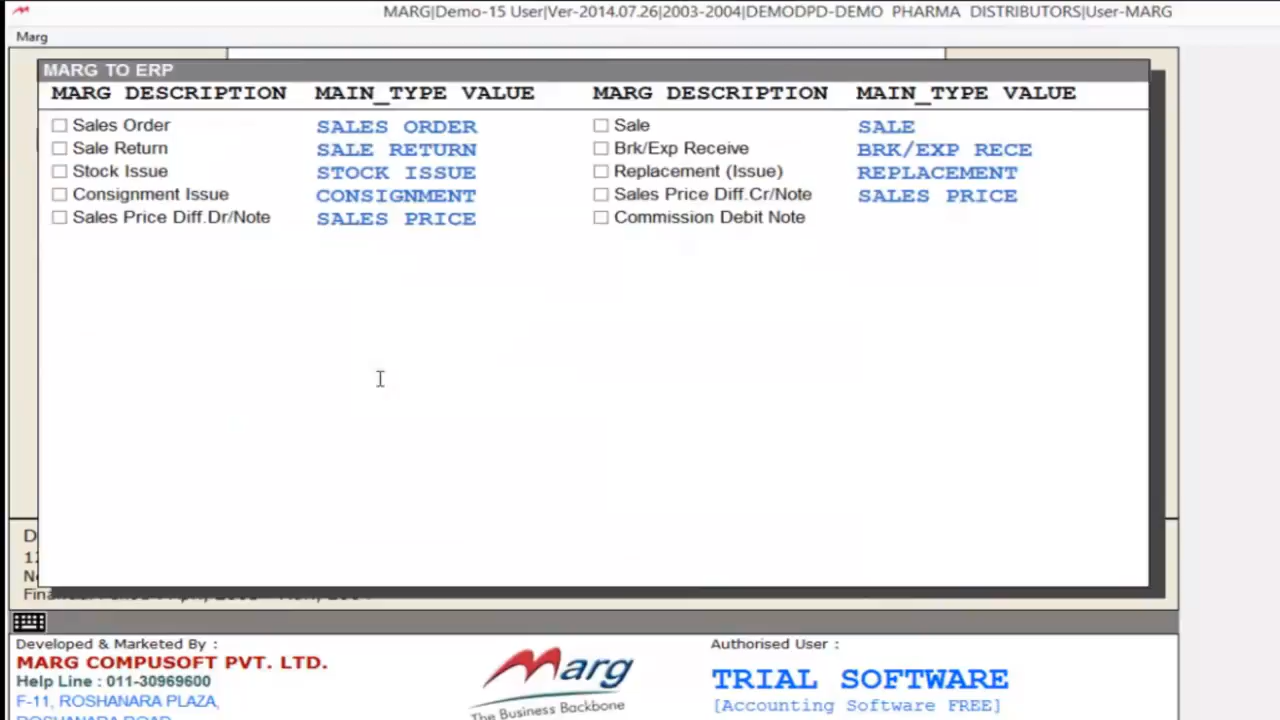 MARG|Demo-15 User|Ver-2014.07.26|2003-2004|DEMODPD-DEMO PHARMA DISTRIBUTORS|User-MARG
Marg
MARG TO ERP
MARG DESCRIPTION MAIN_TYPE VALUE MARG DESCRIPTION MAIN_TYPE VALUE
Sales Order SALES ORDER Sale SALE
Sale Return SALE RETURN Brk/Exp Receive BRK/EXP RECE
Stock Issue STOCK ISSUE Replacement (Issue) REPLACEMENT
Consignment Issue CONSIGNMENT Sales Price Diff.Cr/Note SALES PRICE
Sales Price Diff.Dr/Note SALES PRICE Commission Debit Note
Developed & Marketed By : Authorised User :
MARG COMPUSOFT PVT. LTD.
Help Line : 011-30969600
F-11, ROSHANARA PLAZA,
ROSHANARA ROAD
Marg
The Business Backbone
TRIAL SOFTWARE
[Accounting Software FREE]